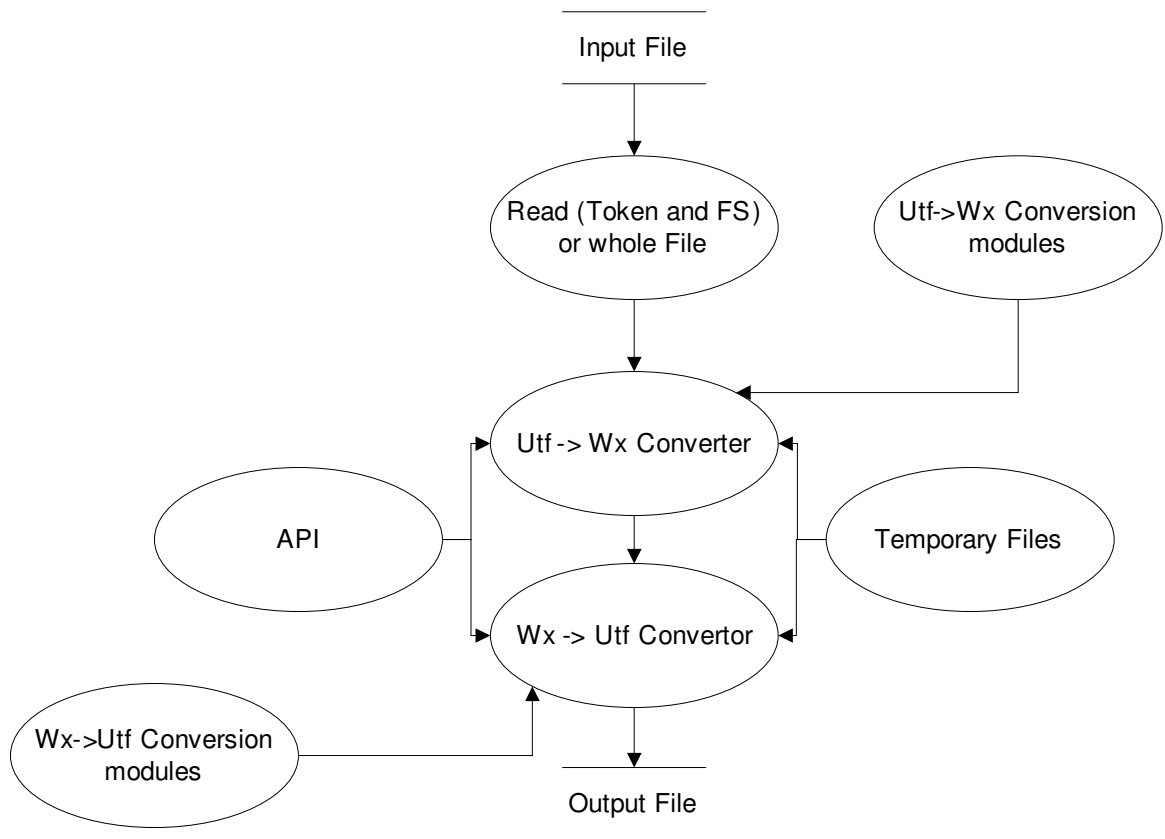 Input File
Read (Token and FS)
or whole File
Utf->Wx Conversion
modules
Utf -> Wx Converter
API
Temporary Files
Wx -> Utf Convertor
Wx->Utf Conversion
modules
Output File